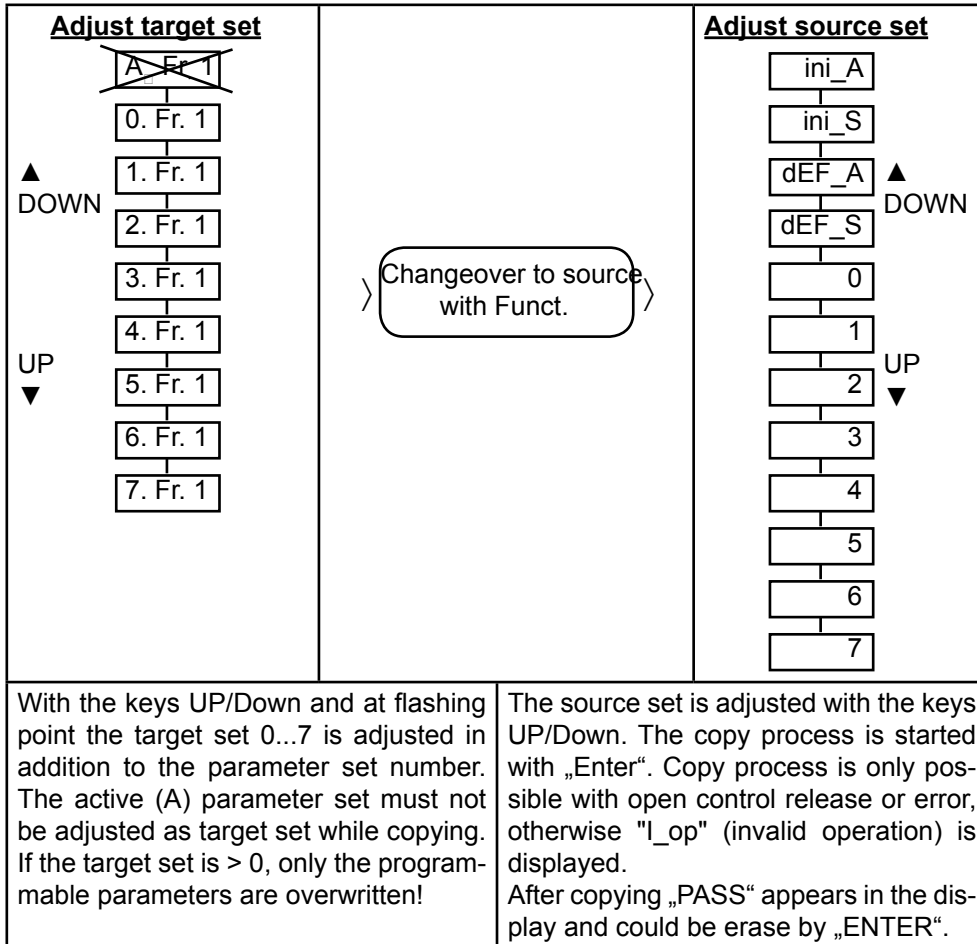 Adjust target set
A Fr. 1
0. Fr. 1
1. Fr. 1
2. Fr. 1
3. Fr. 1
4. Fr. 1
5. Fr. 1
6. Fr. 1
7. Fr. 1
▲
DOWN
UP
▼
〉
Changeover to source
with Funct.
〉
Adjust source set
ini_A
ini_S
dEF_A
dEF_S
0
1
2
3
4
5
6
7
▲
DOWN
UP
▼
With the keys UP/Down and at flashing
point the target set 0...7 is adjusted in
addition to the parameter set number.
The active (A) parameter set must not
be adjusted as target set while copying.
If the target set is > 0, only the program-
mable parameters are overwritten!
The source set is adjusted with the keys
UP/Down. The copy process is started
with „Enter“. Copy process is only pos-
sible with open control release or error,
otherwise "I_op" (invalid operation) is
displayed.
After copying „PASS“ appears in the dis-
play and could be erase by „ENTER“.